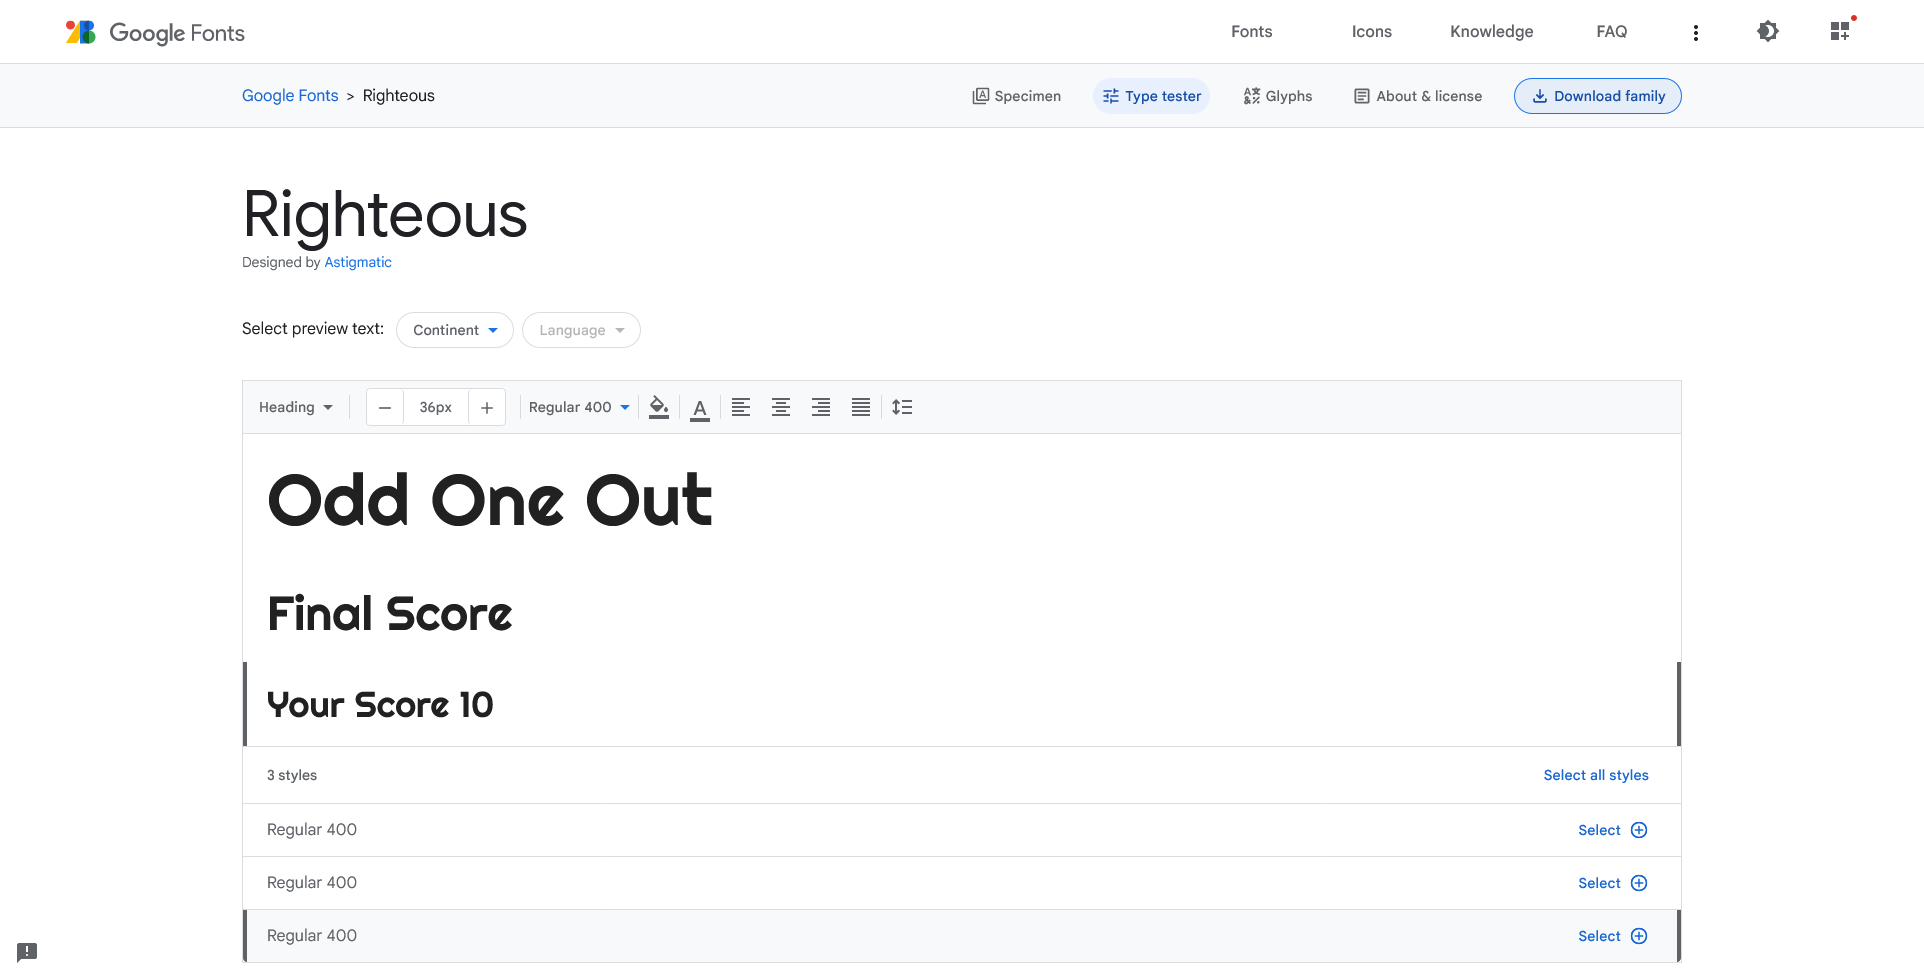 Google Fonts
Fonts Icons Knowledge FAQ
Google Fonts > Righteous
Specimen Type tester Glyphs About & license Download family
Righteous
Designed by Astigmatic
Select preview text: Continent Language
Heading – 36px + Regular 400 A
Odd One Out
Final Score
Your Score 10
3 styles Select all styles
Regular 400 Select
Regular 400 Select
Regular 400 Select